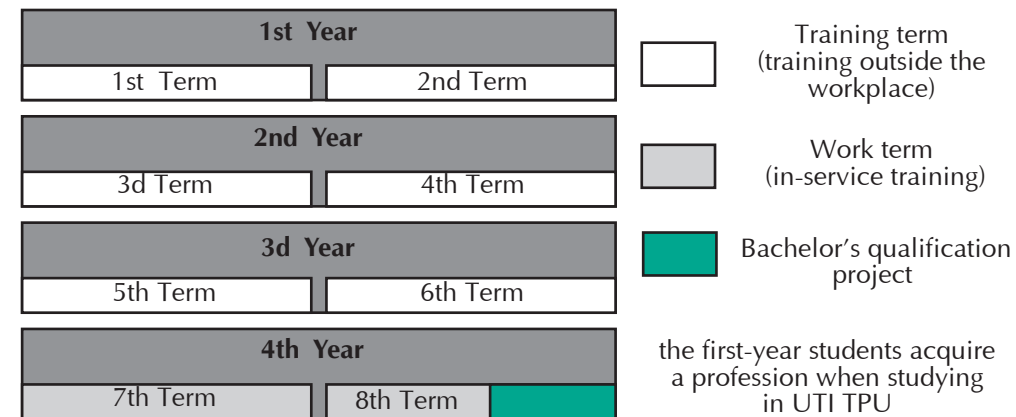 1st Year
1st Term
2nd Term
2nd Year
3d Term
4th Term
3d Year
5th Term
6th Term
4th Year
7th Term
8th Term
Training term
(training outside the
workplace)
Work term
(in-service training)
Bachelor's qualification
project
the first-year students acquire
a profession when studying
in UTI TPU